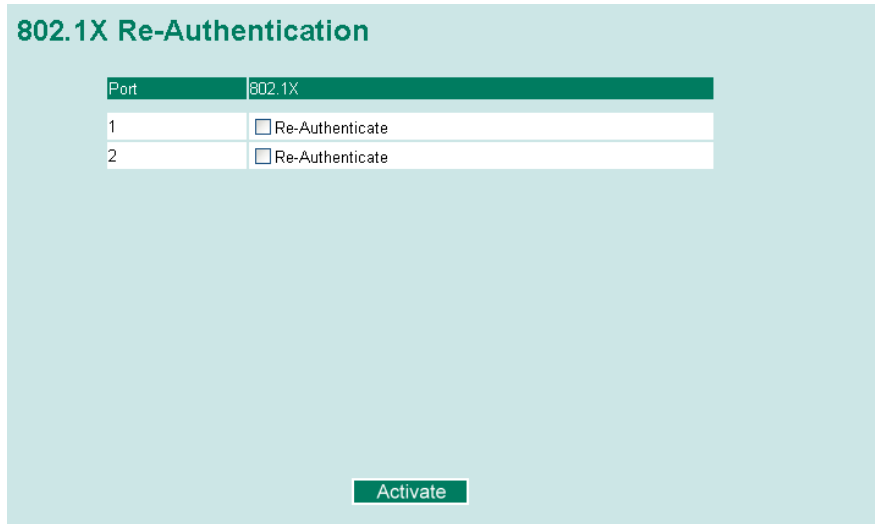 802.1X Re-Authentication
Port 802.1X
1 Re-Authenticate
2 Re-Authenticate
Activate